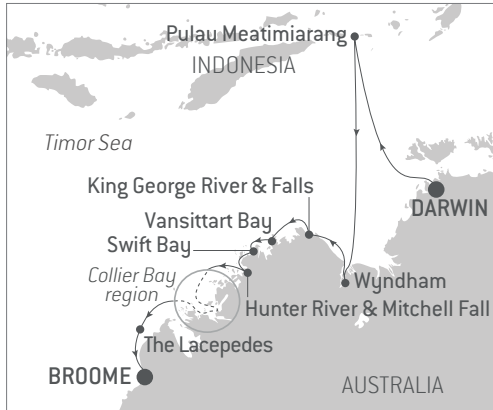 Pulau Meatimiarang
INDONESIA
Timor Sea
King George River & Falls
DARWIN
Vansittart Bay
Swift Bay
Collier Bay
region
Wyndham
Hunter River & Mitchell Fall
The Lacepedes
BROOME
AUSTRALIA